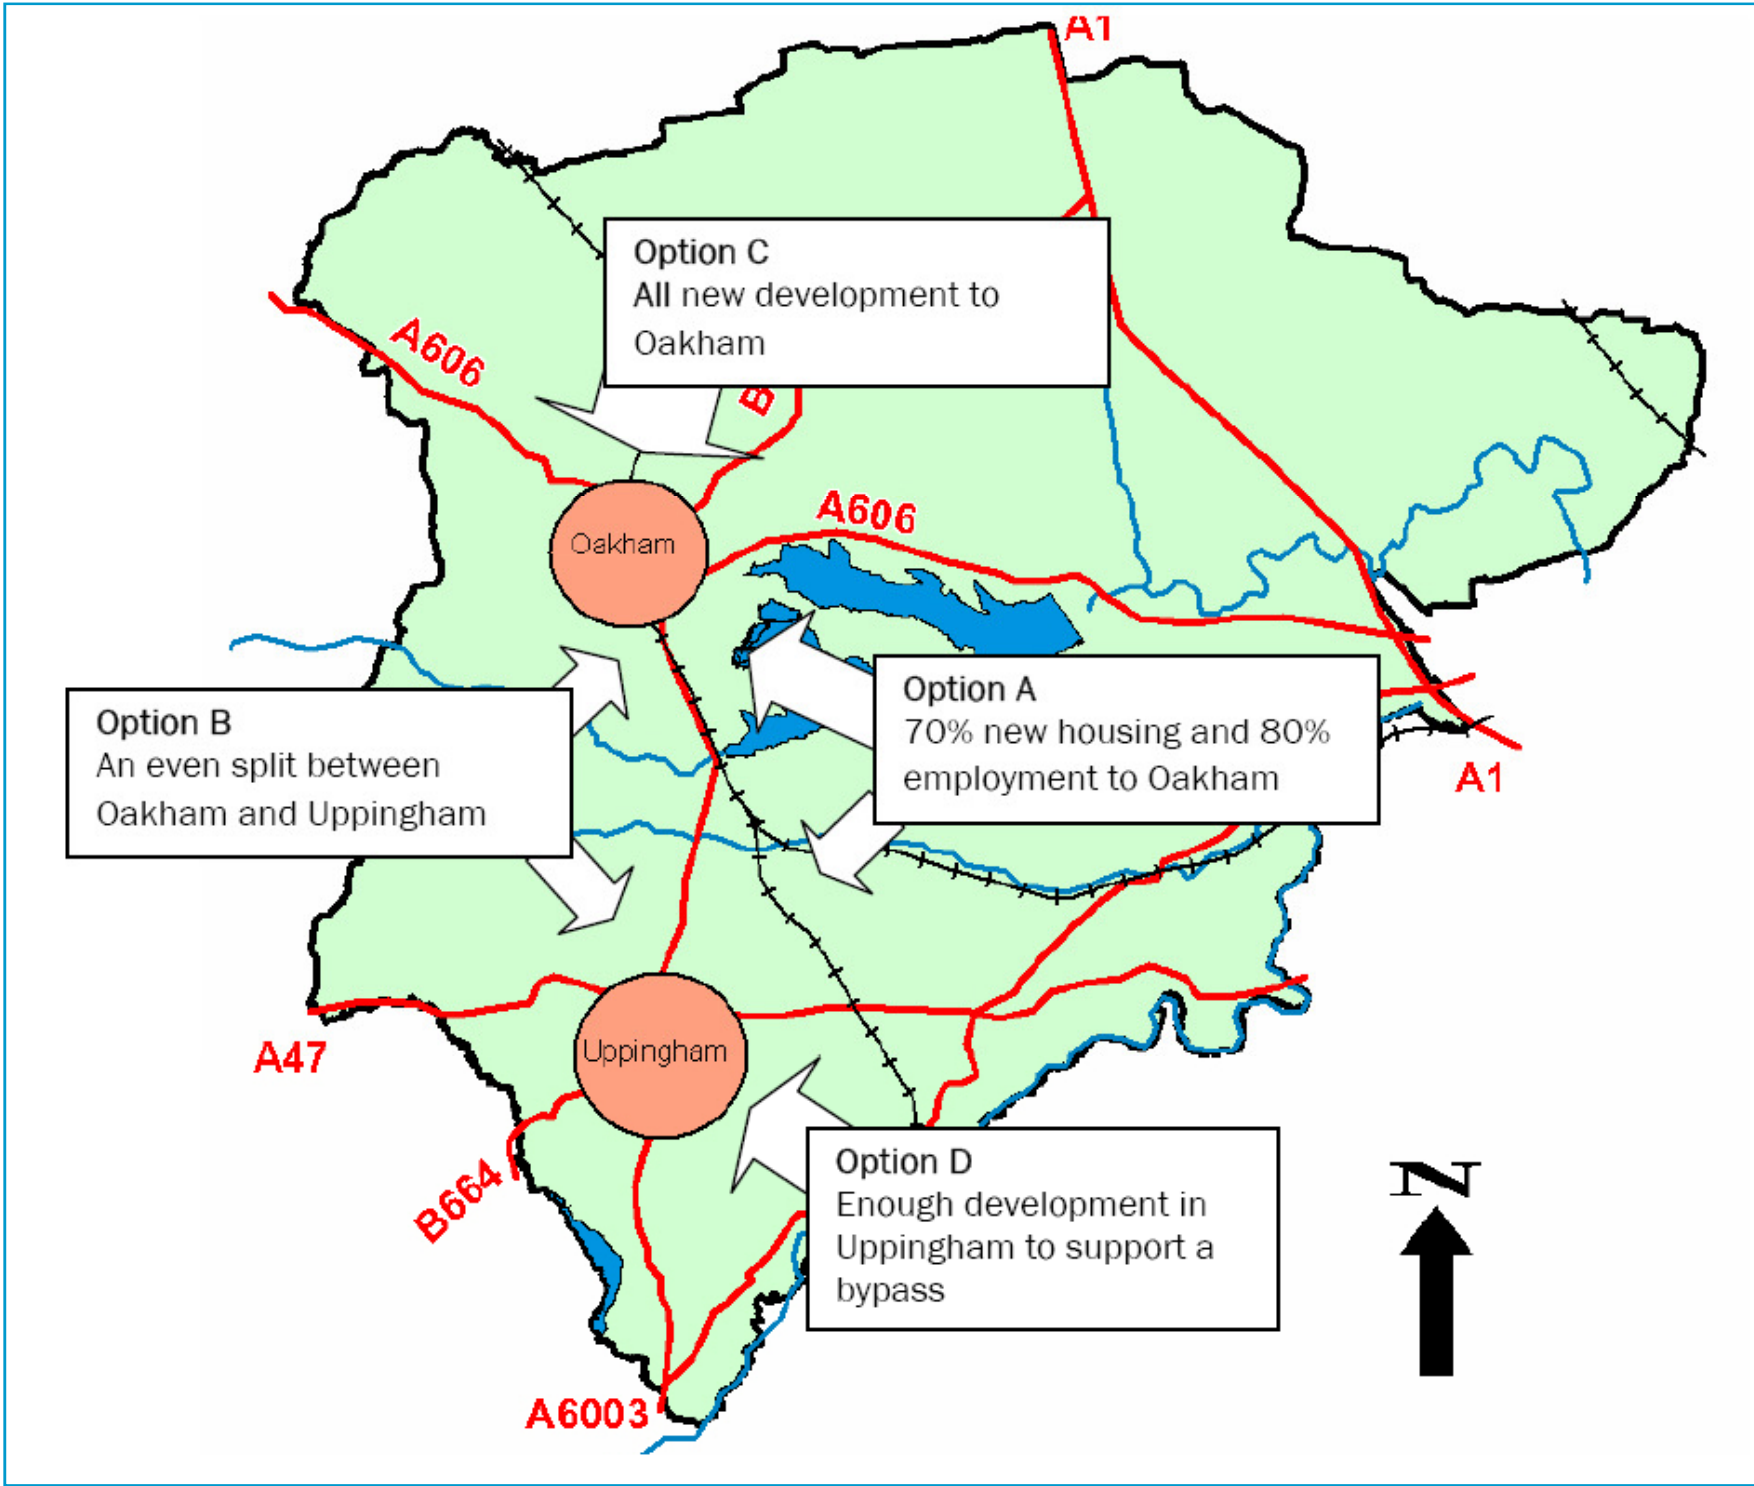 A1
Option C
All new development to
Oakham
A606
B
A606
Oakham
Option A
70% new housing and 80%
employment to Oakham
Option B
An even split between
Oakham and Uppingham
A1
A47
Uppingham
B664
Option D
Enough development in
Uppingham to support a
bypass
N
A6003